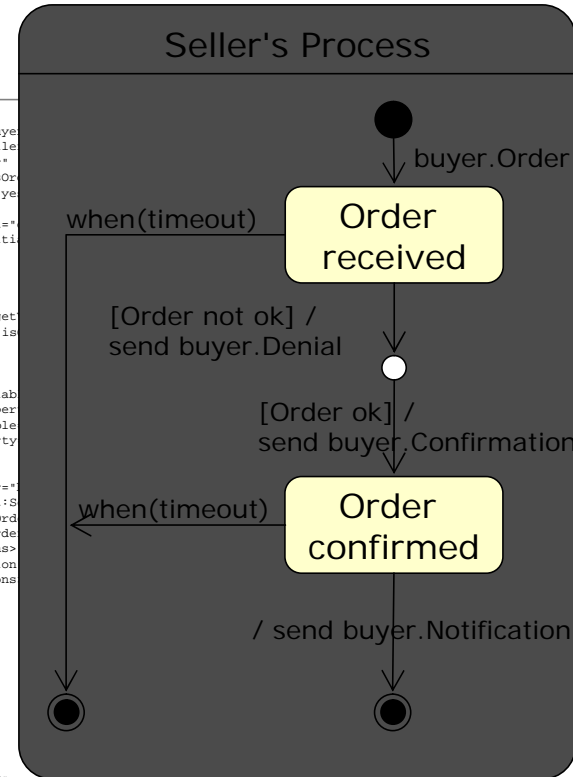 Seller's Process
buyer.Order
when(timeout)
Order
received
[Order not ok] /
send buyer.Denial
[Order ok] /
send buyer.Confirmation
when(timeout)
Order
confirmed
/ send buyer.Notification